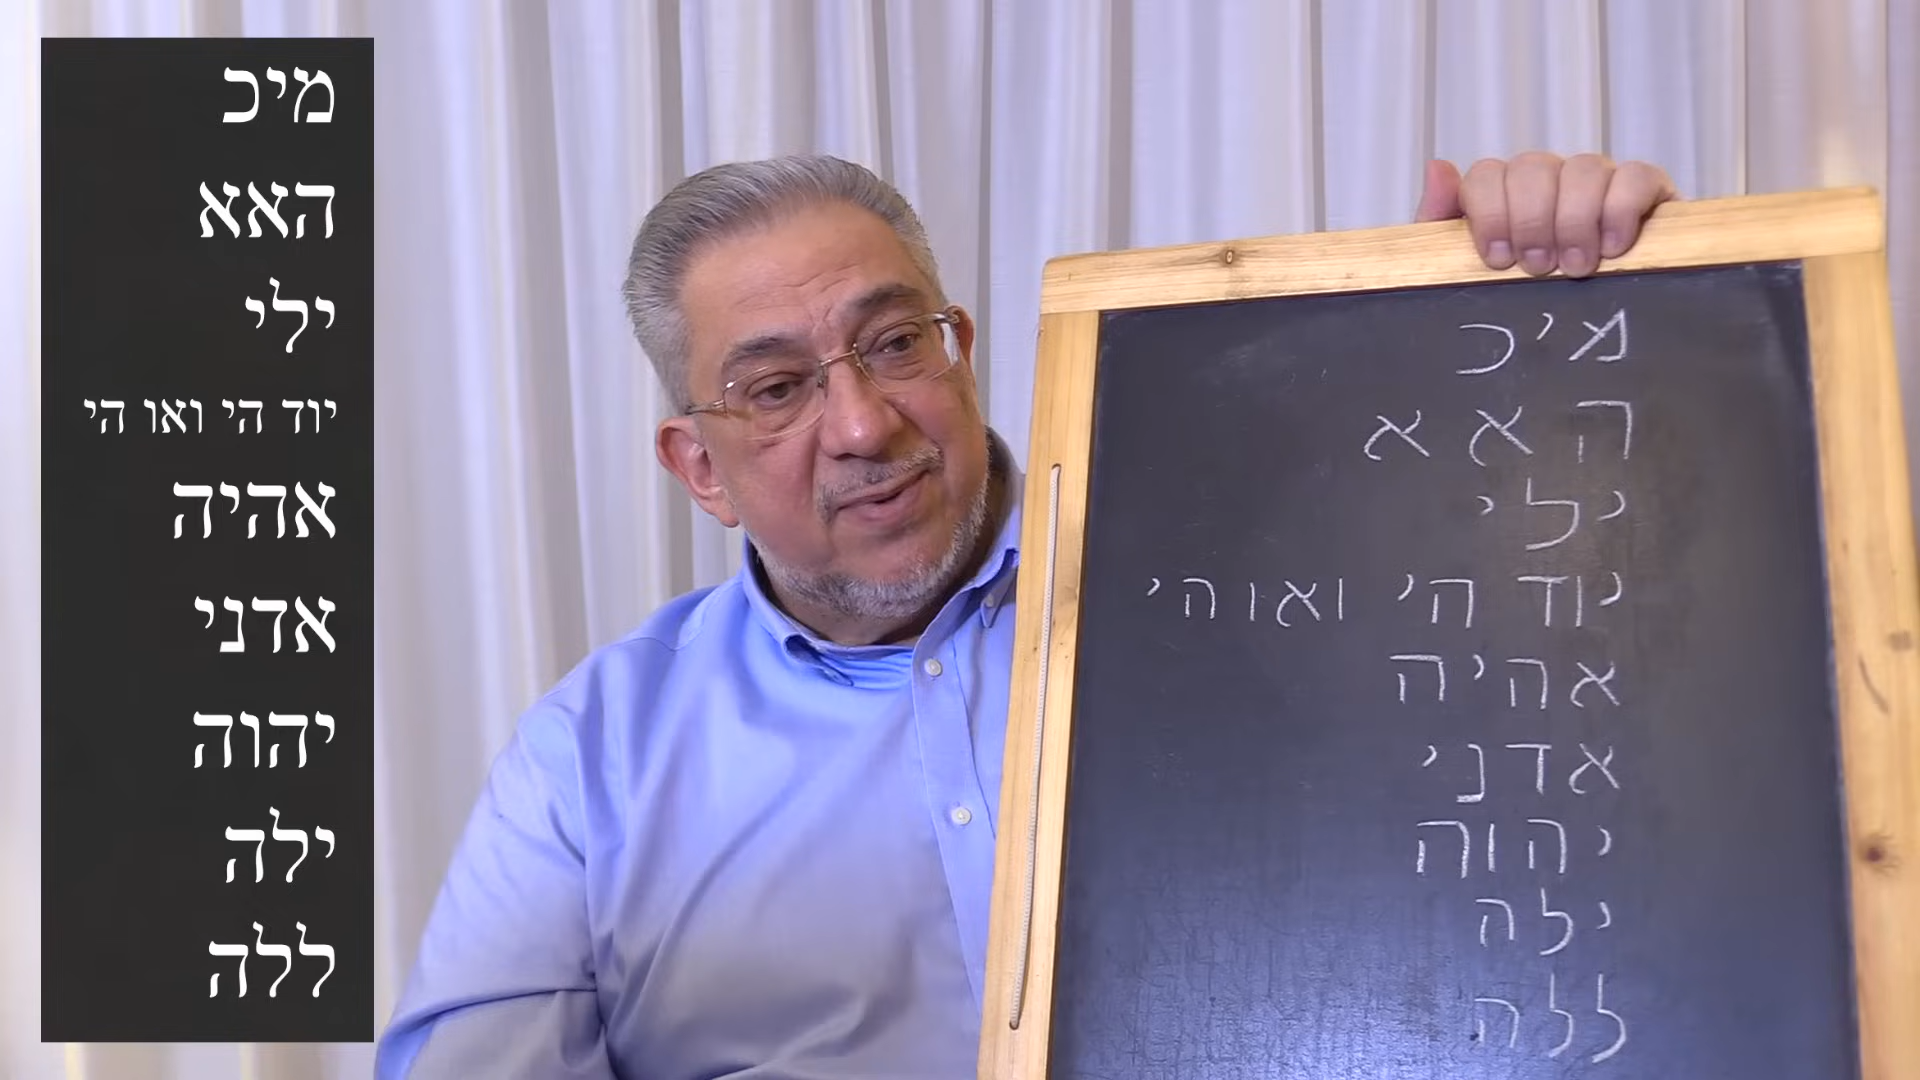 מיכ
האא
ילי
יוד הי ואו הי
אהיה
אדני
יהוה
ילה
ללה
מיכ
האא
ילי
יוד הי ואו הי
אהיה
אדני
יהוה
ילה
ללה